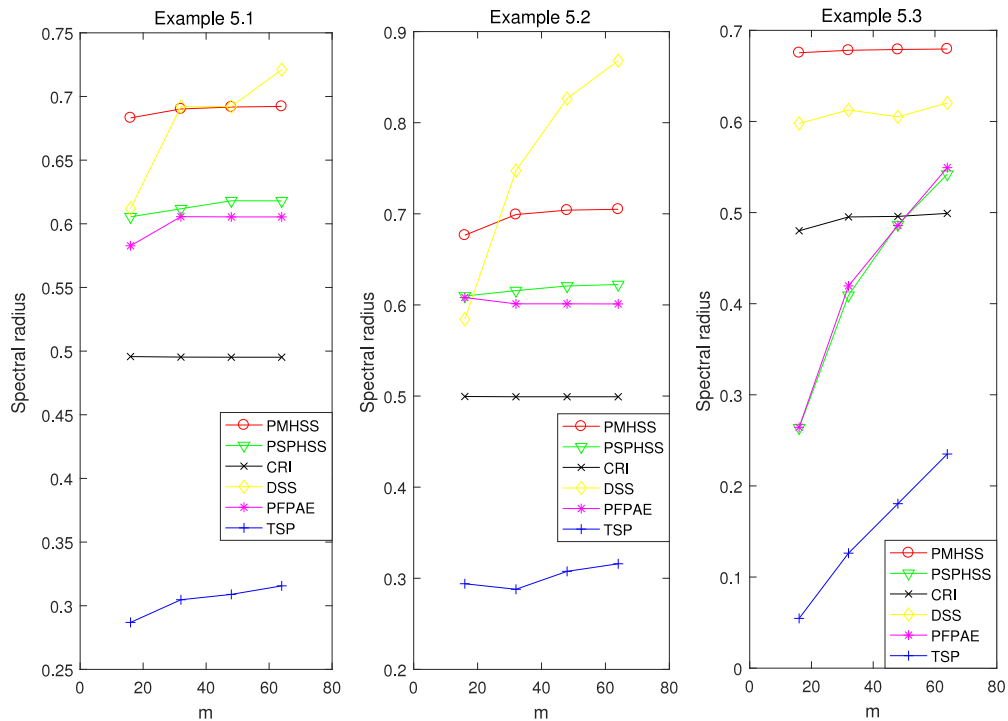 Example 5.1
0.75
0.7
0.65
0.6
0.55
0.5
0.45
0.4
0.35
0.3
0.25
Spectral radius
0 20 40 60 80
m
PMHSS
PSPHSS
CRI
DSS
PFPAE
TSP
Example 5.2
0.9
0.8
0.7
0.6
0.5
0.4
0.3
0.2
Spectral radius
0 20 40 60 80
m
PMHSS
PSPHSS
CRI
DSS
PFPAE
TSP
Example 5.3
0.7
0.6
0.5
0.4
0.3
0.2
0.1
0
Spectral radius
0 20 40 60 80
m
PMHSS
PSPHSS
CRI
DSS
PFPAE
TSP